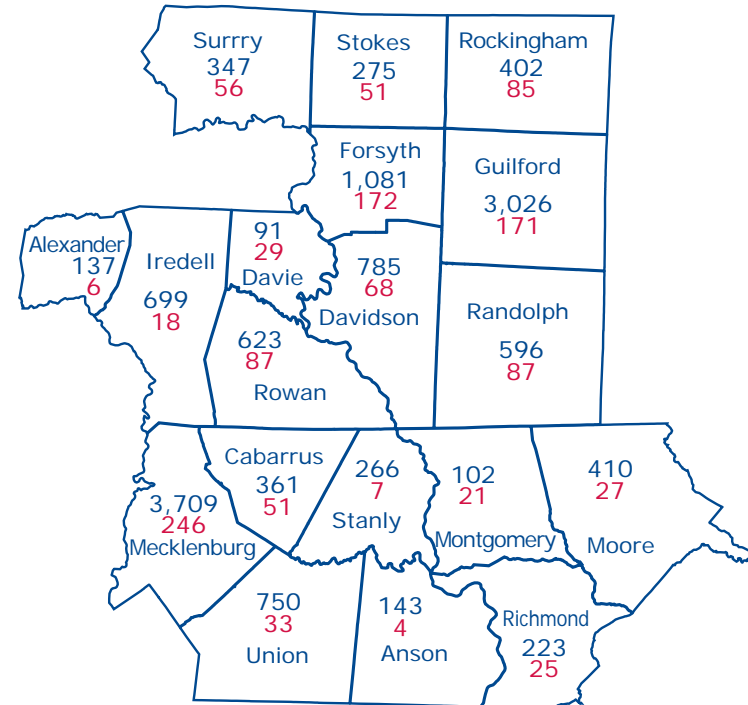 Surrry
347
56
Stokes
275
51
Rockingham
402
85
Forsyth
1,081
172
Guilford
3,026
171
Alexander
137
6
Iredell
699
18
91
29
Davie
785
68
Davidson
Randolph
596
87
623
87
Rowan
3,709
246
Mecklenburg
Cabarrus
361
51
266
7
Stanly
102
21
Montgomery
410
27
Moore
750
33
Union
143
4
Anson
Richmond
223
25